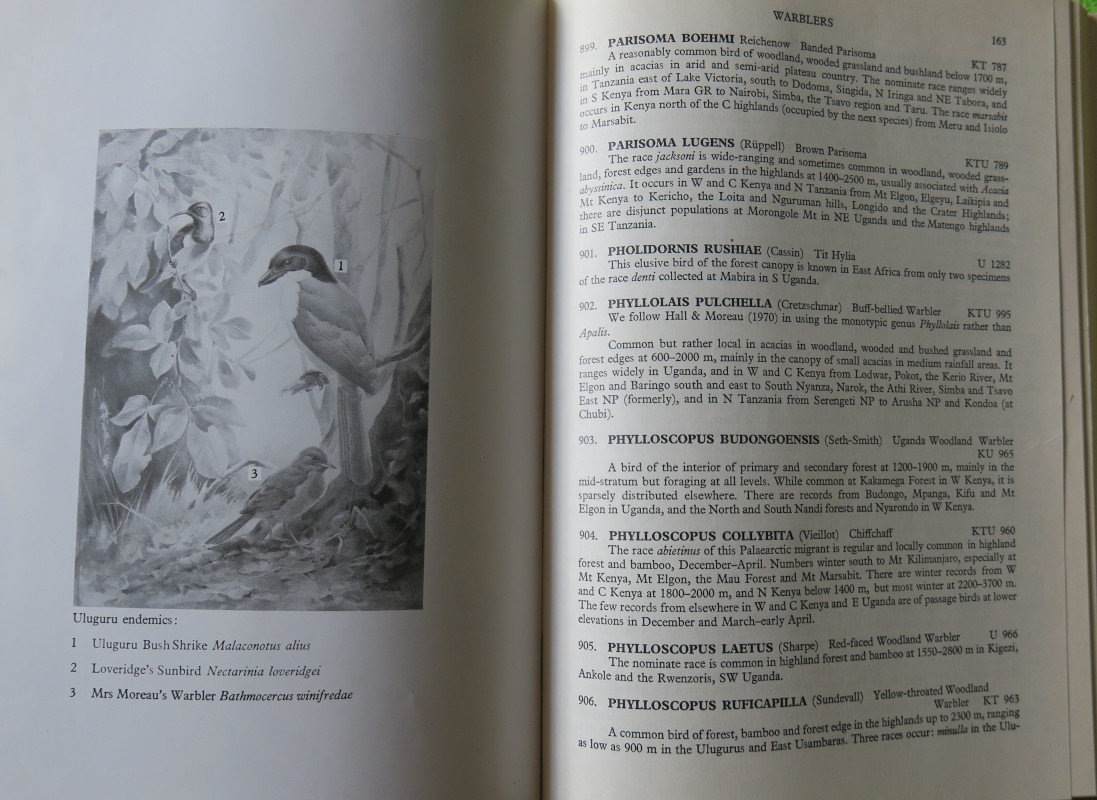 2
1
3
Uluguru endemics:
1 Uluguru Bush Shrike Malaconotus alius
2 Loveridge's Sunbird Nectarinia loveridgei
3 Mrs Moreau's Warbler Bathmocercus winifredae
WARBLERS
163
899. PARISOMA BOEHMI Reichenow Banded Parisoma
KT 787
A reasonably common bird of woodland, wooded grassland and bushland below 1700 m,
mainly in acacias in arid and semi-arid plateau country. The nominate race ranges widely
in Tanzania east of Lake Victoria, south to Dodoma, Singida, N Iringa and NE Tabora, and
in S Kenya from Mara GR to Nairobi, Simba, the Tsavo region and Taru. The race marsabit
occurs in Kenya north of the C highlands (occupied by the next species) from Meru and Isiolo
to Marsabit.
900. PARISOMA LUGENS (Rüppell) Brown Parisoma
KTU 789
The race jacksoni is wide-ranging and sometimes common in woodland, wooded grass-
land, forest edges and gardens in the highlands at 1400–2500 m, usually associated with Acacia
abyssinica. It occurs in W and C Kenya and N Tanzania from Mt Elgon, Elgeyu, Laikipia and
Mt Kenya to Kericho, the Loita and Nguruman hills, Longido and the Crater Highlands;
there are disjunct populations at Morongole Mt in NE Uganda and the Matengo highlands
in SE Tanzania.
901. PHOLIDORNIS RUSHIAE (Cassin) Tit Hylia
U 1282
This elusive bird of the forest canopy is known in East Africa from only two specimens
of the race denti collected at Mabira in S Uganda.
902. PHYLLOLAIS PULCHELLA (Cretzschmar) Buff-bellied Warbler KTU 995
We follow Hall & Moreau (1970) in using the monotypic genus Phyllolais rather than
Apalis.
Common but rather local in acacias in woodland, wooded and bushed grassland and
forest edges at 600–2000 m, mainly in the canopy of small acacias in medium rainfall areas. It
ranges widely in Uganda, and in W and C Kenya from Lodwar, Pokot, the Kerio River, Mt
Elgon and Baringo south and east to South Nyanza, Narok, the Athi River, Simba and Tsavo
East NP (formerly), and in N Tanzania from Serengeti NP to Arusha NP and Kondoa (at
Chubi).
903. PHYLLOSCOPUS BUDONGOENSIS (Seth-Smith) Uganda Woodland Warbler
KU 965
A bird of the interior of primary and secondary forest at 1200–1900 m, mainly in the
mid-stratum but foraging at all levels. While common at Kakamega Forest in W Kenya, it is
sparsely distributed elsewhere. There are records from Budongo, Mpanga, Kifu and Mt
Elgon in Uganda, and the North and South Nandi forests and Nyarondo in W Kenya.
904. PHYLLOSCOPUS COLLYBITA (Vieillot) Chiffchaff KTU 960
The race abietinus of this Palaearctic migrant is regular and locally common in highland
forest and bamboo, December–April. Numbers winter south to Mt Kilimanjaro, especially at
Mt Kenya, Mt Elgon, the Mau Forest and Mt Marsabit. There are winter records from W
and C Kenya at 1800–2000 m, and N Kenya below 1400 m, but most winter at 2200–3700 m.
The few records from elsewhere in W and C Kenya and E Uganda are of passage birds at lower
elevations in December and March–early April.
905. PHYLLOSCOPUS LAETUS (Sharpe) Red-faced Woodland Warbler U 966
The nominate race is common in highland forest and bamboo at 1550–2800 m in Kigezi,
Ankole and the Rwenzoris, SW Uganda.
906. PHYLLOSCOPUS RUFICAPILLA (Sundevall) Yellow-throated Woodland
Warbler KT 963
A common bird of forest, bamboo and forest edge in the highlands up to 2300 m, ranging
as low as 900 m in the Ulugurus and East Usambaras. Three races occur: minulla in the Ulu-